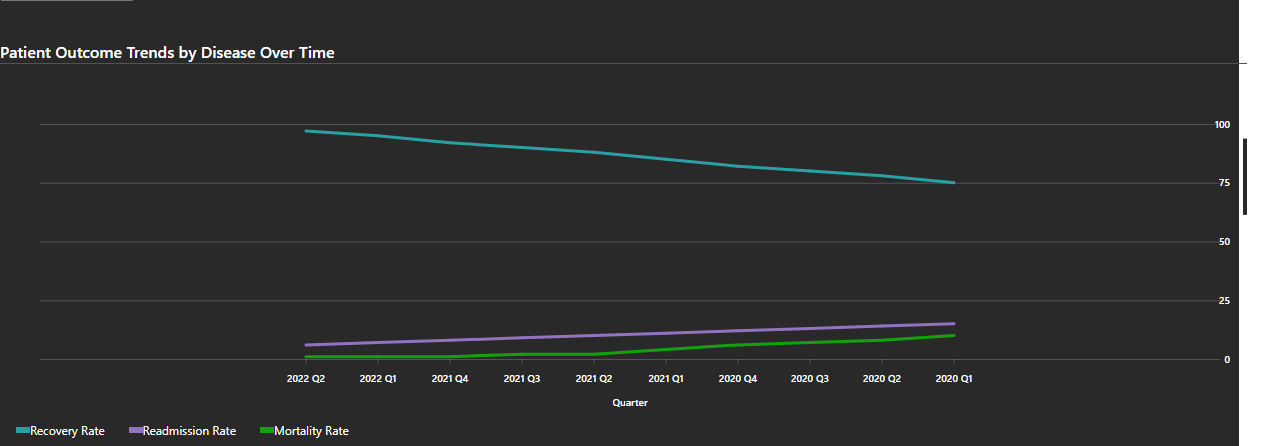 Patient Outcome Trends by Disease Over Time
100
75
50
25
0
2022 Q2 2022 Q1 2021 Q4 2021 Q3 2021 Q2 2021 Q1 2020 Q4 2020 Q3 2020 Q2 2020 Q1
Quarter
Recovery Rate Readmission Rate Mortality Rate